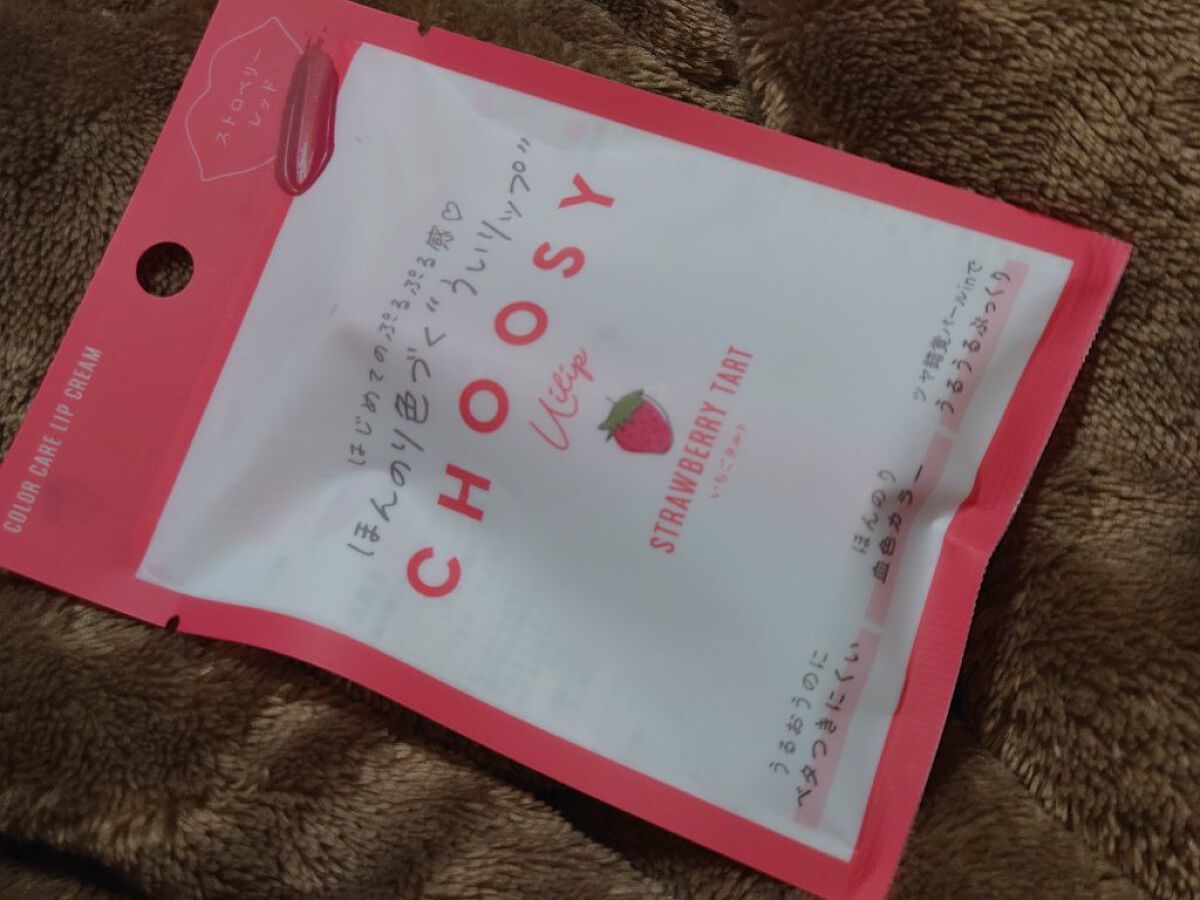 COLOR CARE LIP CREAM
ストロベリー
レッド
はじめてのぷるぷる感♡
ほんのり色づく“ういリップ”
CHOOSY
Uilip
STRAWBERRY TART
いちごタルト
うるおうのに
ベタつきにくい
ほんのり
血色カラー
ツヤ錯覚パールinで
うるうるぷっくり